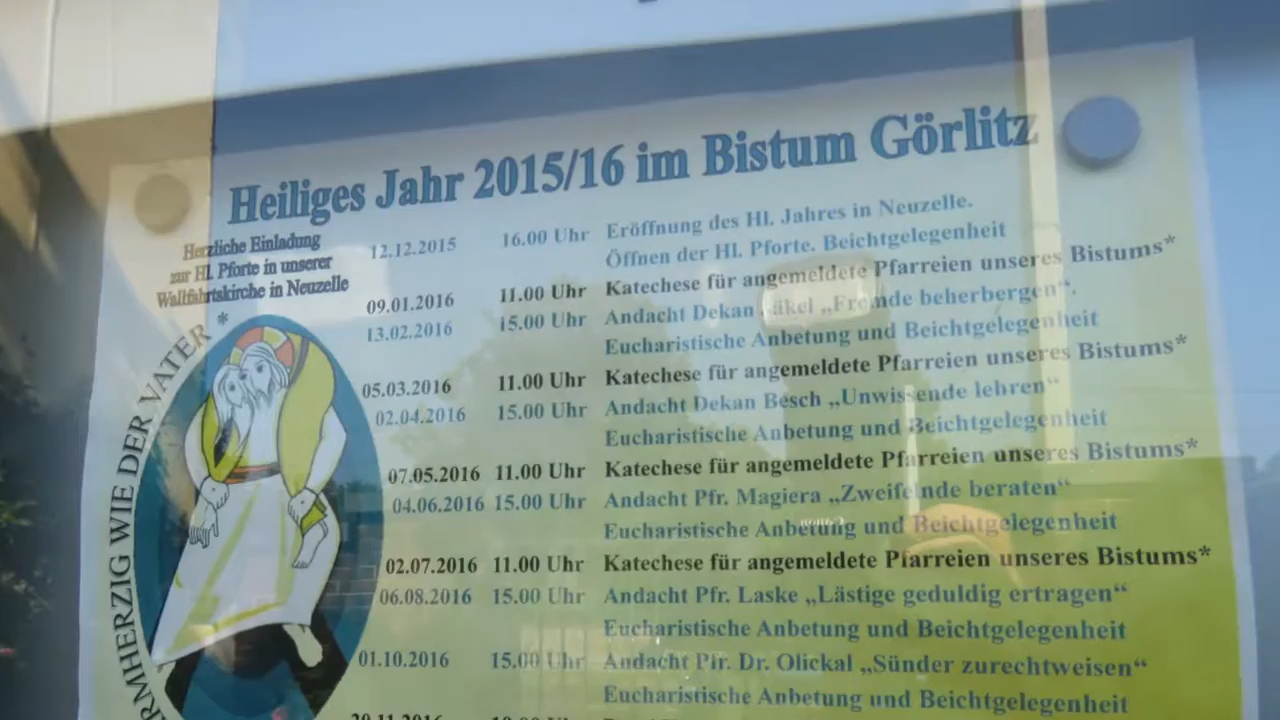 Heiliges Jahr 2015/16 im Bistum Görlitz
Herzliche Einladung
zur Hl. Pforte in unserer
Wallfahrtskirche in Neuzelle
*
12.12.2015 16.00 Uhr Eröffnung des Hl. Jahres in Neuzelle.
Öffnen der Hl. Pforte. Beichtgelegenheit
09.01.2016 11.00 Uhr Katechese für angemeldete Pfarreien unseres Bistums*
13.02.2016 15.00 Uhr Andacht Dekan „Fremde beherbergen“.
Eucharistische Anbetung und Beichtgelegenheit
05.03.2016 11.00 Uhr Katechese für angemeldete Pfarreien unseres Bistums*
02.04.2016 15.00 Uhr Andacht Dekan Besch „Unwissende lehren“
Eucharistische Anbetung und Beichtgelegenheit
07.05.2016 11.00 Uhr Katechese für angemeldete Pfarreien unseres Bistums*
04.06.2016 15.00 Uhr Andacht Pfr. Magiera „Zweifelnde beraten“
Eucharistische Anbetung und Beichtgelegenheit
02.07.2016 11.00 Uhr Katechese für angemeldete Pfarreien unseres Bistums*
06.08.2016 15.00 Uhr Andacht Pfr. Laske „Lästige geduldig ertragen“
Eucharistische Anbetung und Beichtgelegenheit
01.10.2016 15.00 Uhr Andacht Pfr. Dr. Olickal „Sünder zurechtweisen“
Eucharistische Anbetung und Beichtgelegenheit
WIE DER VATER